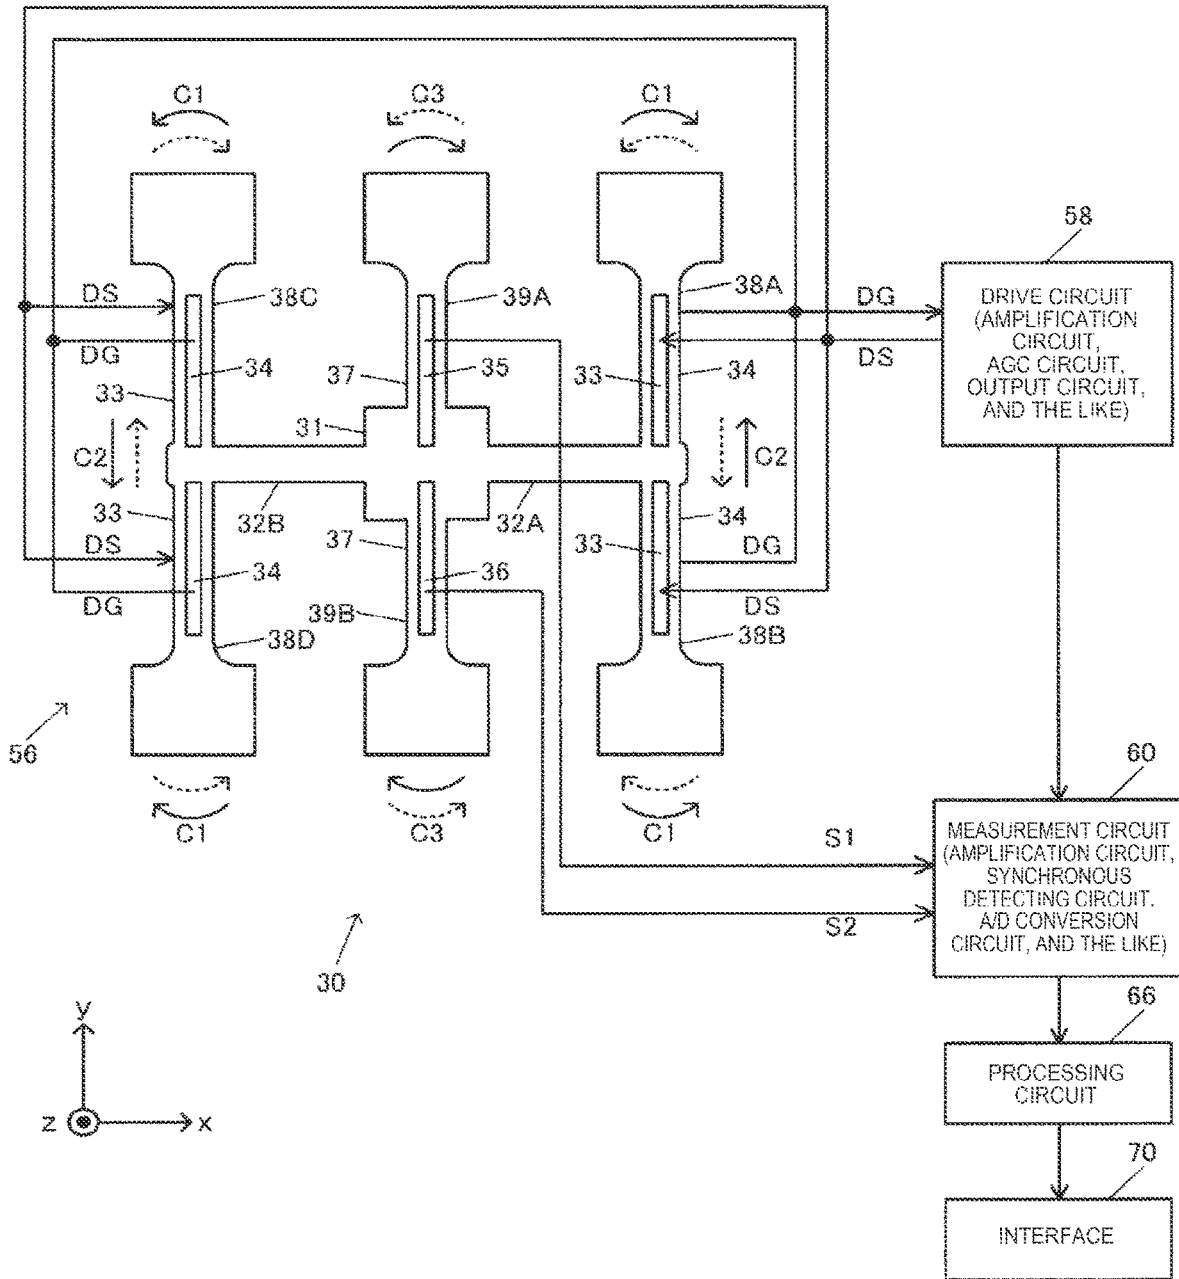 C1
C3
C1
58
DS
38C
39A
38A
DG
DRIVE CIRCUIT
(AMPLIFICATION
CIRCUIT,
AGC CIRCUIT,
OUTPUT CIRCUIT,
AND THE LIKE)
DG
34
37
35
33
34
DS
33
31
C2
C2
33
32B
32A
34
DS
37
33
DG
34
36
DG
39B
DS
38D
38B
56
60
C1
C3
C1
S1
MEASUREMENT CIRCUIT
(AMPLIFICATION CIRCUIT,
SYNCHRONOUS
DETECTING CIRCUIT.
A/D CONVERSION
CIRCUIT, AND THE LIKE)
S2
30
66
y
PROCESSING
CIRCUIT
z
x
70
INTERFACE